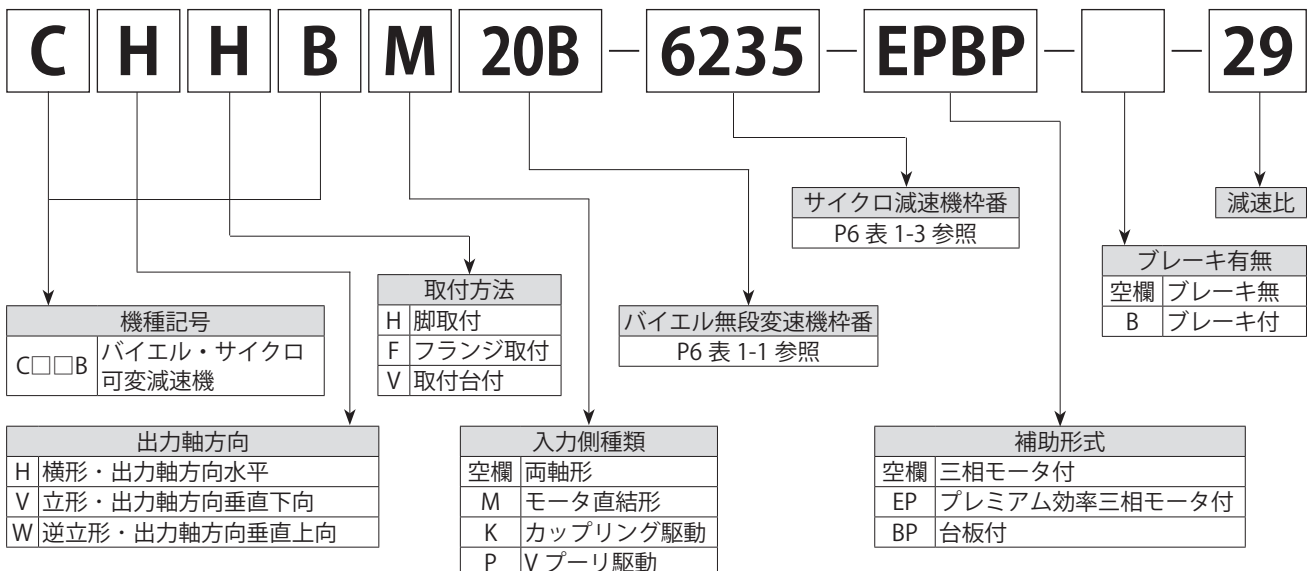 C H H B M 20B － 6235 － EPBP － － 29
サイクロ減速機枠番
P6 表 1-3 参照
減速比
ブレーキ有無
空欄 ブレーキ無
B ブレーキ付
取付方法
H 脚取付
F フランジ取付
V 取付台付
バイエル無段変速機枠番
P6 表 1-1 参照
機種記号
C□□B バイエル・サイクロ
可変減速機
出力軸方向
H 横形・出力軸方向水平
V 立形・出力軸方向垂直下向
W 逆立形・出力軸方向垂直上向
入力側種類
空欄 両軸形
M モータ直結形
K カップリング駆動
P V プーリ駆動
補助形式
空欄 三相モータ付
EP プレミアム効率三相モータ付
BP 台板付